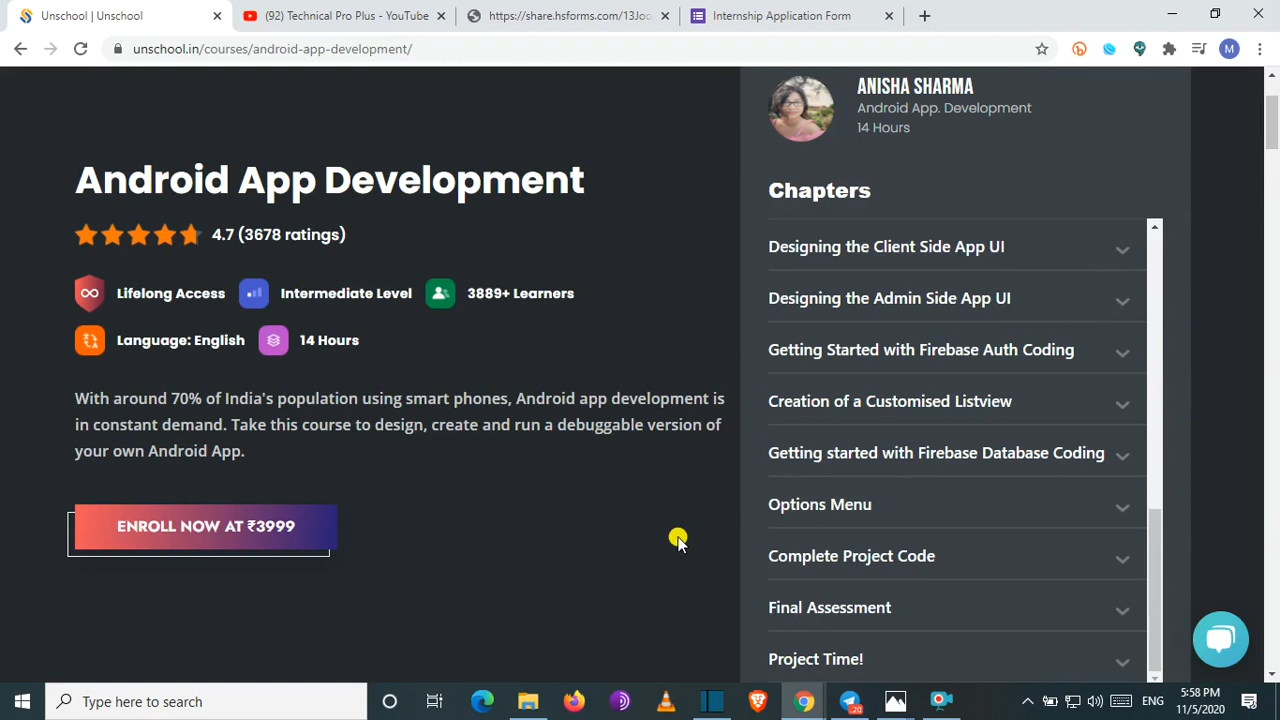 Unschool | Unschool
(92) Technical Pro Plus - YouTube
https://share.hsforms.com/13Joo
Internship Application Form
unschool.in/courses/android-app-development/
M
ANISHA SHARMA
Android App. Development
14 Hours
Android App Development
4.7 (3678 ratings)
Lifelong Access
Intermediate Level
3889+ Learners
Language: English
14 Hours
With around 70% of India's population using smart phones, Android app development is
in constant demand. Take this course to design, create and run a debuggable version of
your own Android App.
ENROLL NOW AT ₹3999
Chapters
Designing the Client Side App UI
Designing the Admin Side App UI
Getting Started with Firebase Auth Coding
Creation of a Customised Listview
Getting started with Firebase Database Coding
Options Menu
Complete Project Code
Final Assessment
Project Time!
Type here to search
20
ENG
5:58 PM
11/5/2020